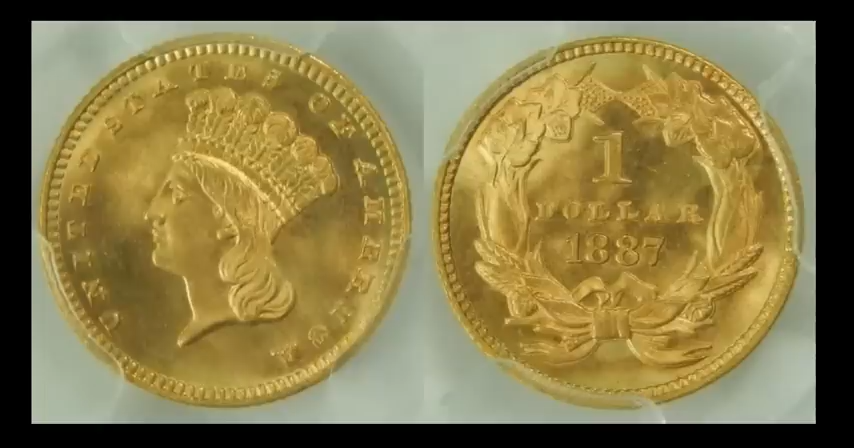 UNITED STATES OF AMERICA
1
DOLLAR
1887